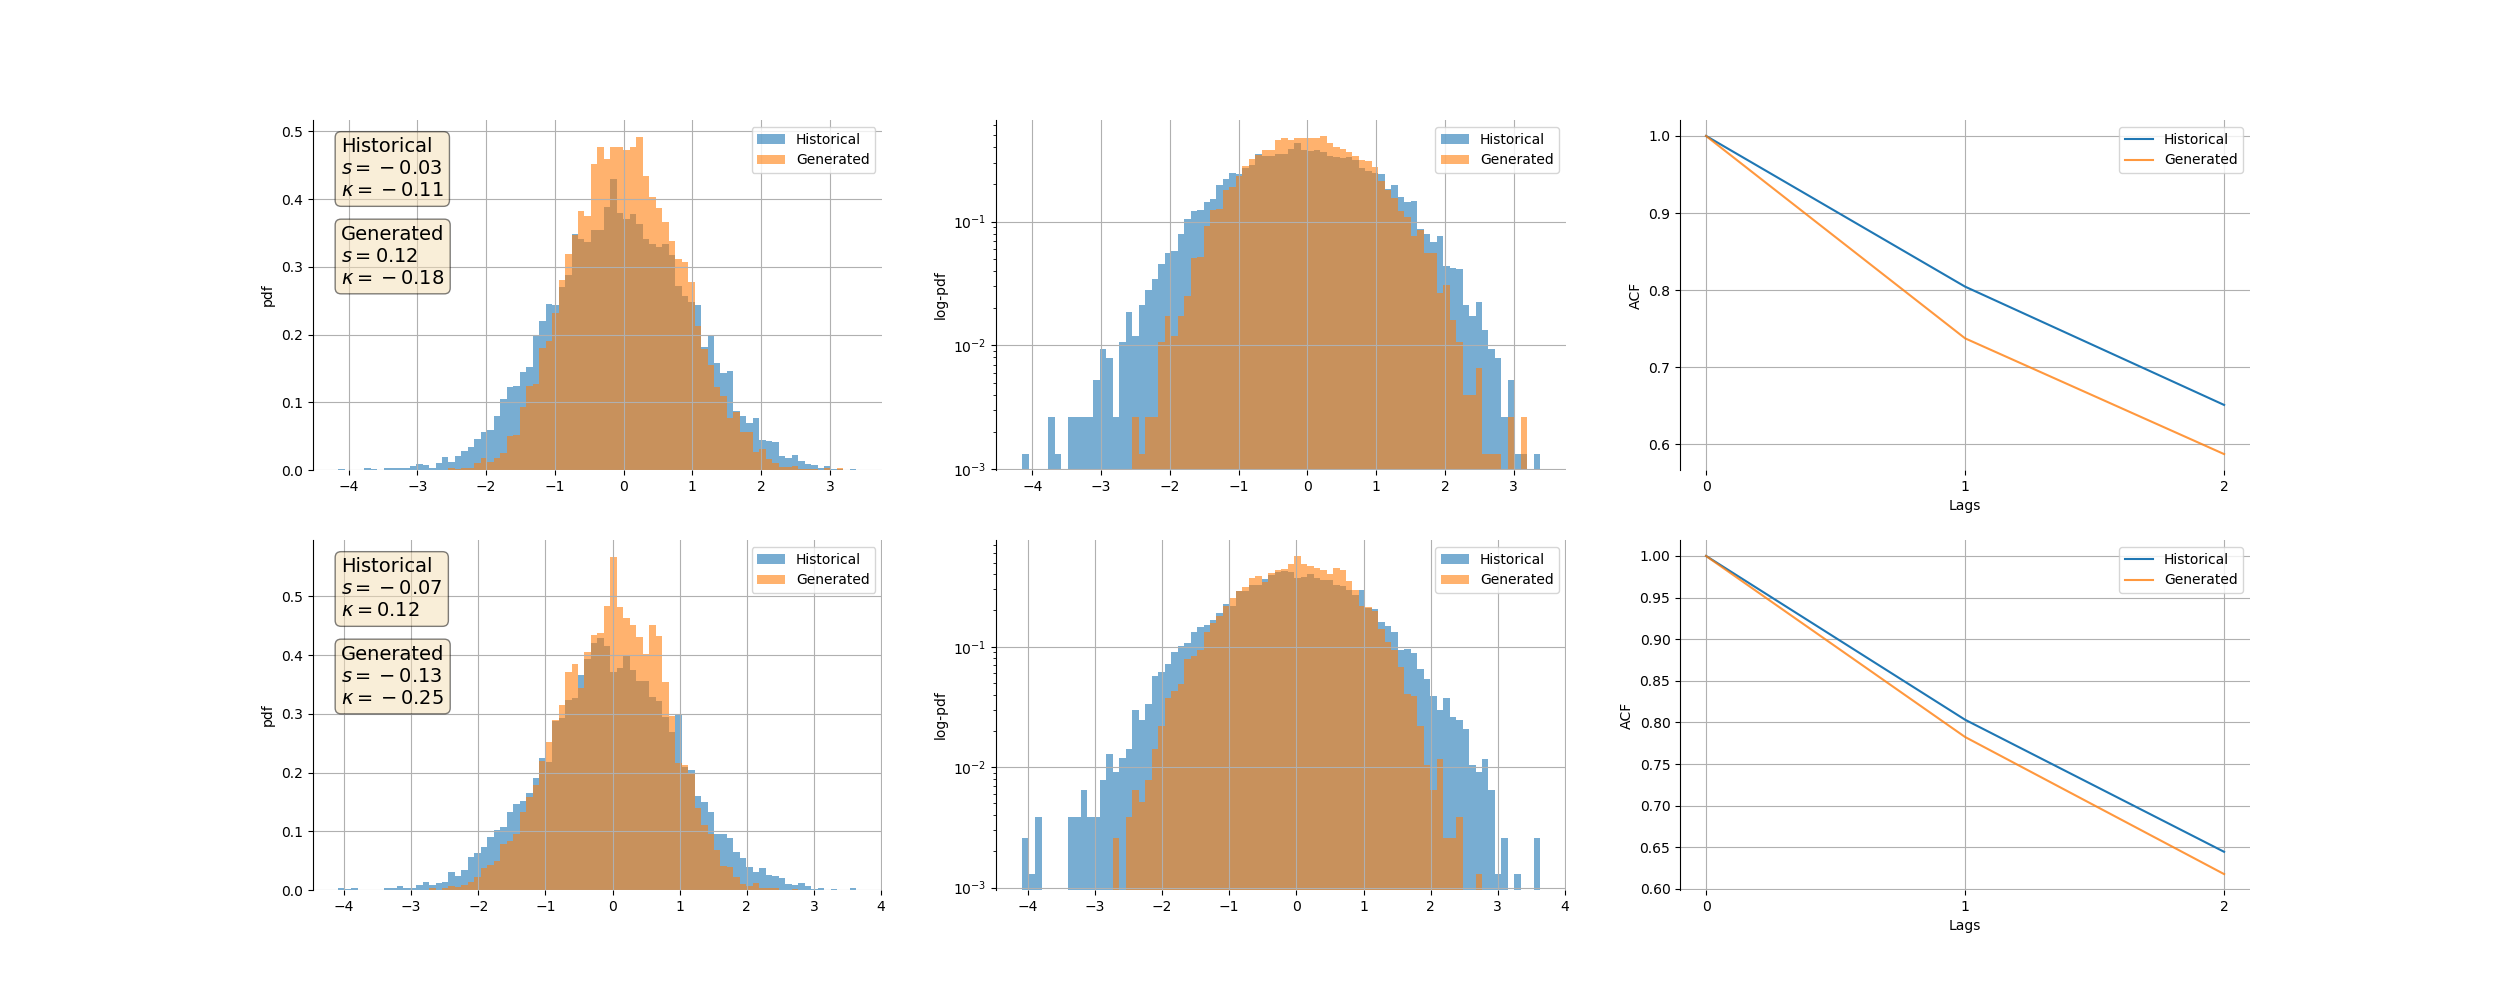 Historical
s = −0.03
κ = −0.11
Generated
s = 0.12
κ = −0.18
Historical
Generated
pdf
0.5
0.4
0.3
0.2
0.1
0.0
−4 −3 −2 −1 0 1 2 3
Historical
Generated
log-pdf
10⁻¹
10⁻²
10⁻³
−4 −3 −2 −1 0 1 2 3
Historical
Generated
ACF
1.0
0.9
0.8
0.7
0.6
0 1 2
Lags
Historical
s = −0.07
κ = 0.12
Generated
s = −0.13
κ = −0.25
Historical
Generated
pdf
0.5
0.4
0.3
0.2
0.1
0.0
−4 −3 −2 −1 0 1 2 3 4
Historical
Generated
log-pdf
10⁻¹
10⁻²
10⁻³
−4 −3 −2 −1 0 1 2 3 4
Historical
Generated
ACF
1.00
0.95
0.90
0.85
0.80
0.75
0.70
0.65
0.60
0 1 2
Lags